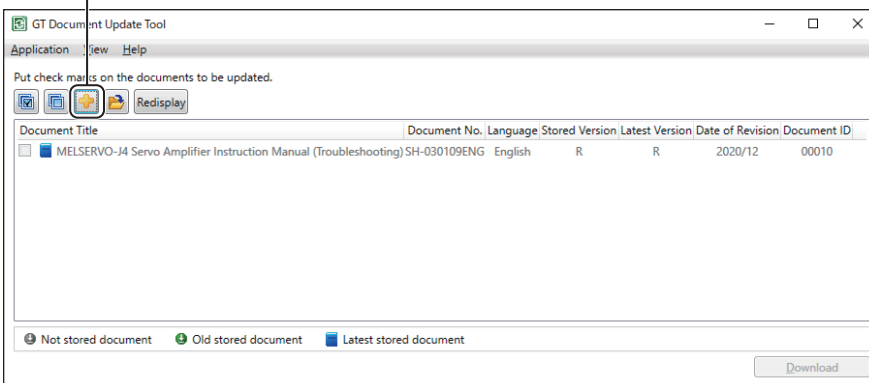 GT Document Update Tool
Application View Help
Put check marks on the documents to be updated.
Redisplay
Document Title Document No. Language Stored Version Latest Version Date of Revision Document ID
MELSERVO-J4 Servo Amplifier Instruction Manual (Troubleshooting) SH-030109ENG English R R 2020/12 00010
Not stored document Old stored document Latest stored document
Download